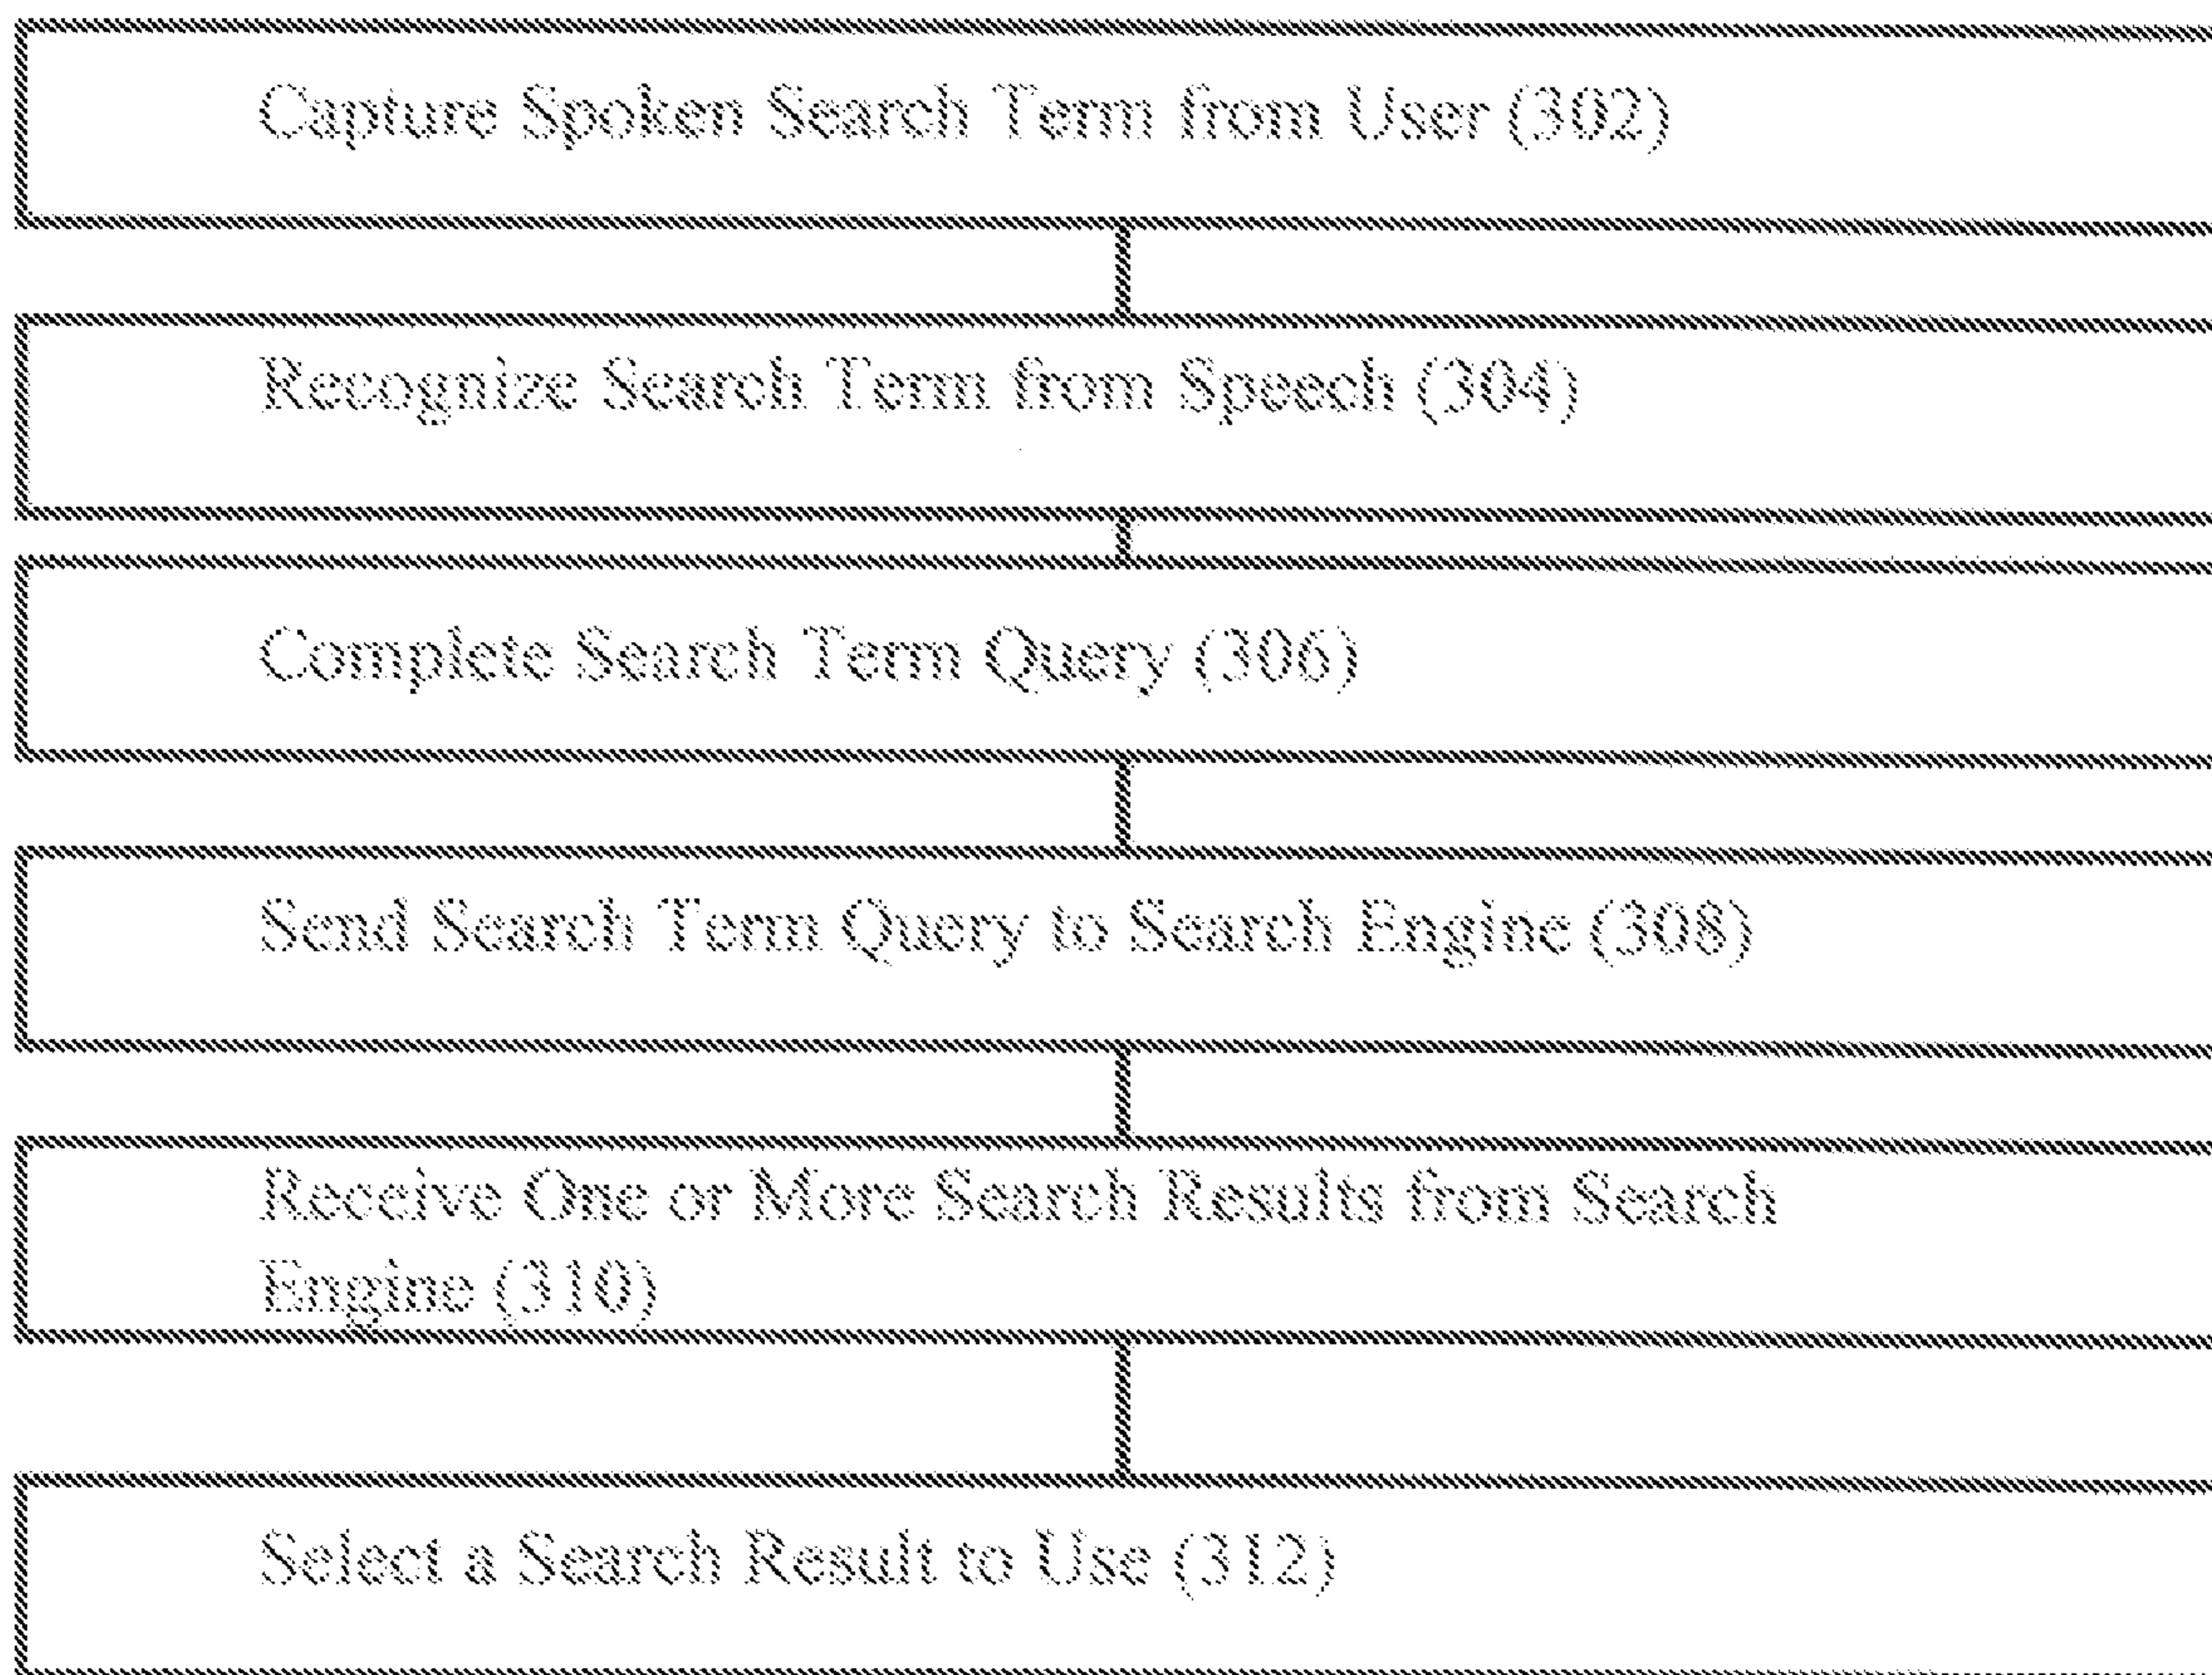 Capture Spoken Search Term from User (302)
Recognize Search Term from Speech (304)
Complete Search Term Query (306)
Send Search Term Query to Search Engine (308)
Receive One or More Search Results from Search
Engine (310)
Select a Search Result to Use (312)